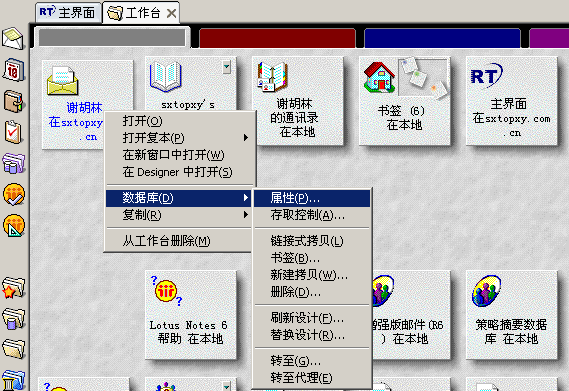 RT 主界面
工作台
谢胡林
在sxtopxy.
.cn
sxtopxy's
谢胡林
的通讯录
在本地
书签 (6)
在本地
RT
主界面
在sxtopxy.com
.cn
打开(O)
打开复本(P)
在新窗口中打开(W)
在 Designer 中打开(S)
数据库(D)
复制(R)
从工作台删除(M)
属性(P)...
存取控制(A)...
链接式拷贝(L)
书签(B)...
新建拷贝(W)...
删除(D)...
刷新设计(F)...
替换设计(R)...
转至(G)...
转至代理(E)
Lotus Notes 6
帮助 在本地
增强版邮件(R6
) 在本地
策略摘要数据
库 在本地